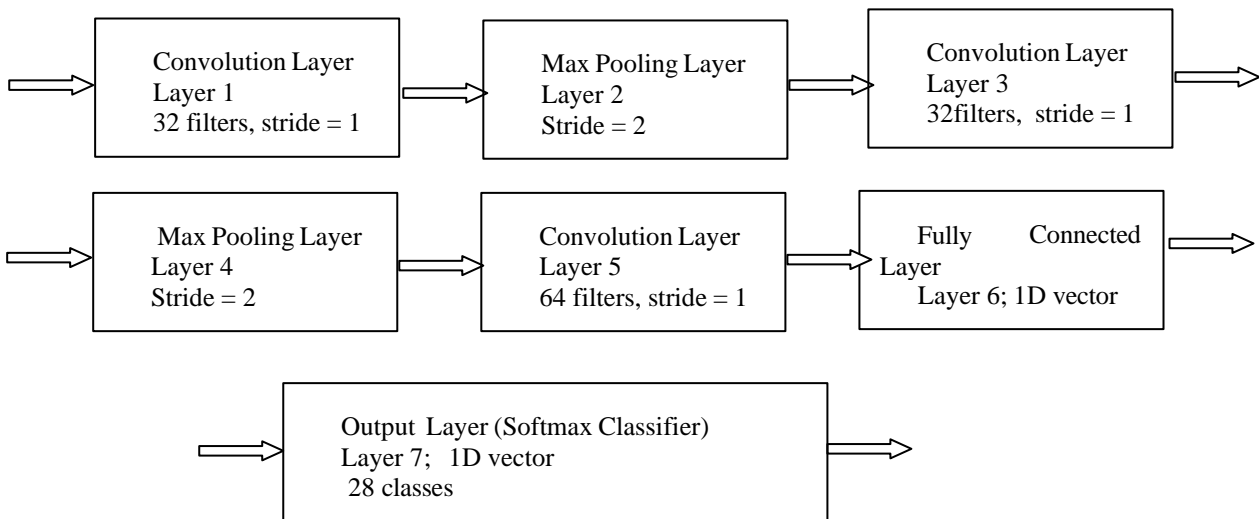 Convolution Layer
Layer 1
32 filters, stride = 1
Max Pooling Layer
Layer 2
Stride = 2
Convolution Layer
Layer 3
32filters, stride = 1
Max Pooling Layer
Layer 4
Stride = 2
Convolution Layer
Layer 5
64 filters, stride = 1
Fully Connected
Layer
Layer 6; 1D vector
Output Layer (Softmax Classifier)
Layer 7; 1D vector
28 classes